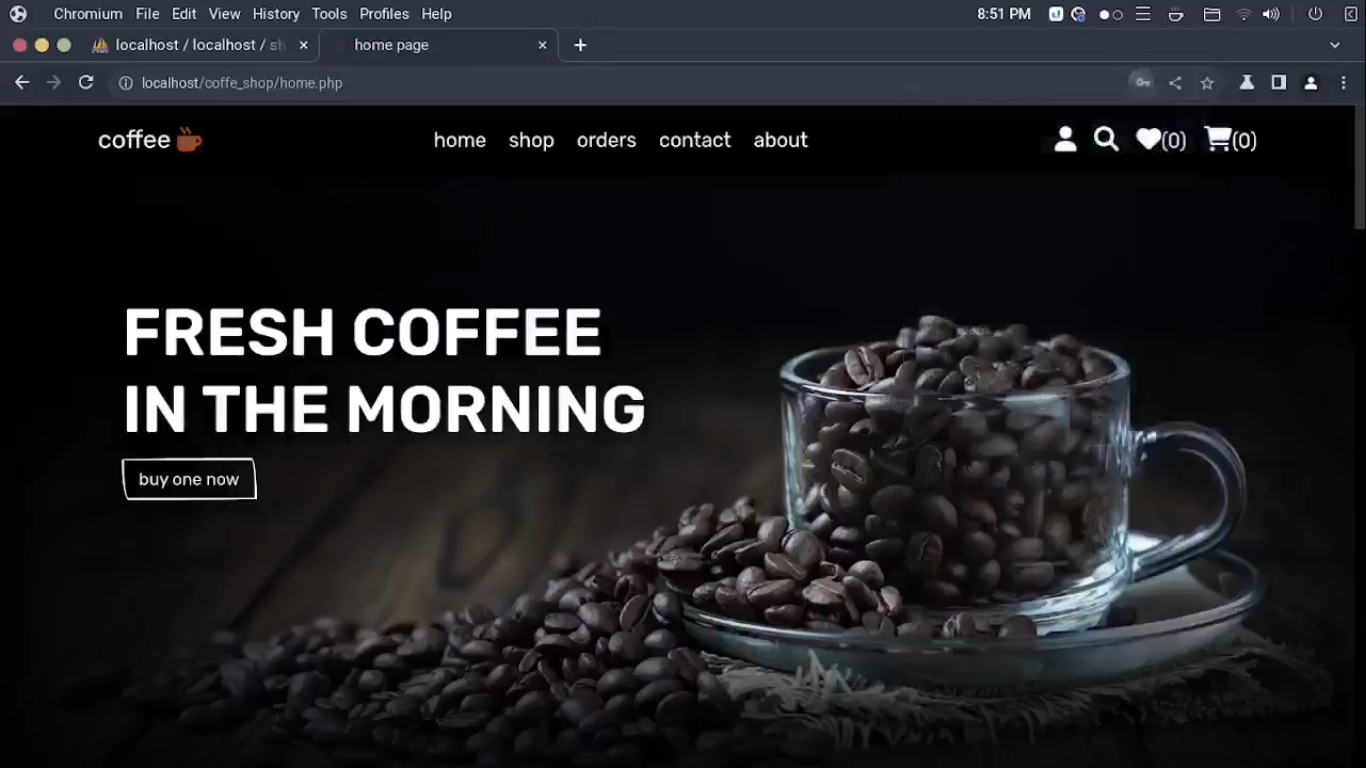 Chromium File Edit View History Tools Profiles Help 8:51 PM
localhost / localhost / sh home page
localhost/coffe_shop/home.php
coffee home shop orders contact about (0) (0)
FRESH COFFEE
IN THE MORNING
buy one now